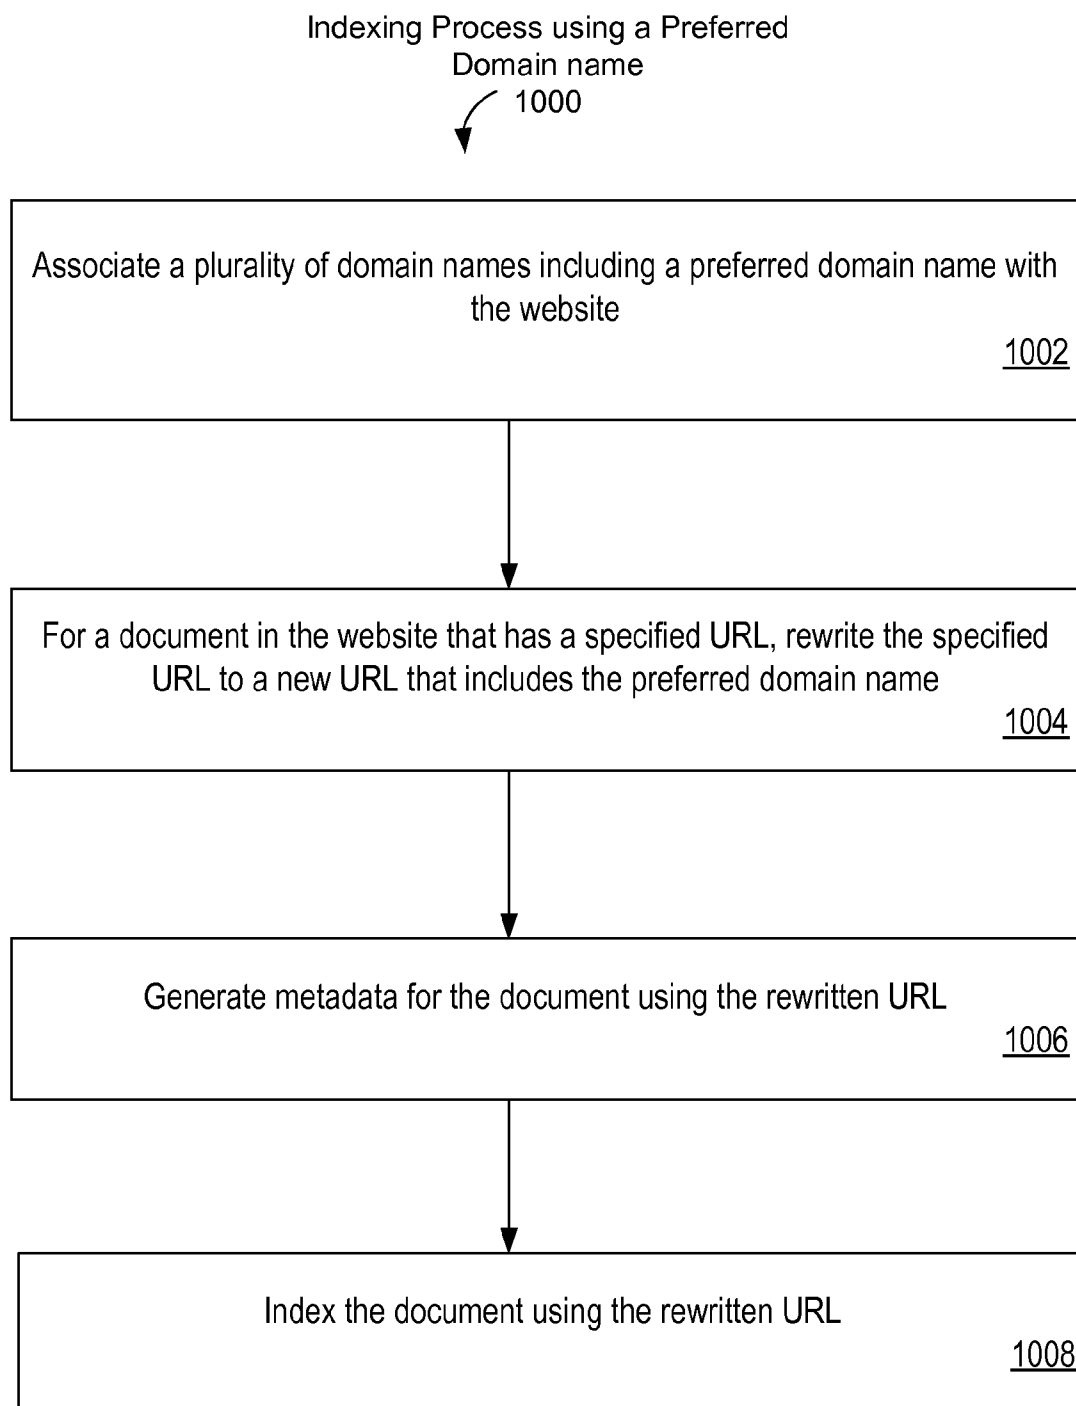 Indexing Process using a Preferred
Domain name
1000
Associate a plurality of domain names including a preferred domain name with
the website
1002
For a document in the website that has a specified URL, rewrite the specified
URL to a new URL that includes the preferred domain name
1004
Generate metadata for the document using the rewritten URL
1006
Index the document using the rewritten URL
1008